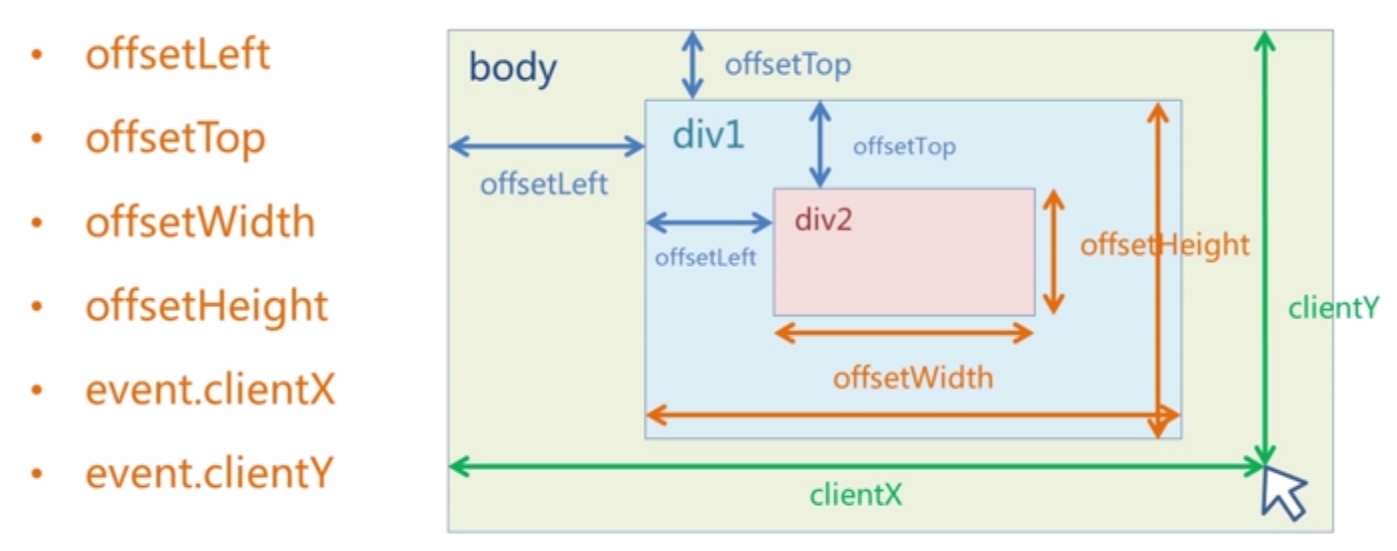 • offsetLeft
• offsetTop
• offsetWidth
• offsetHeight
• event.clientX
• event.clientY
body
offsetTop
div1
offsetTop
offsetLeft
div2
offsetLeft
offsetHeight
clientY
offsetWidth
clientX